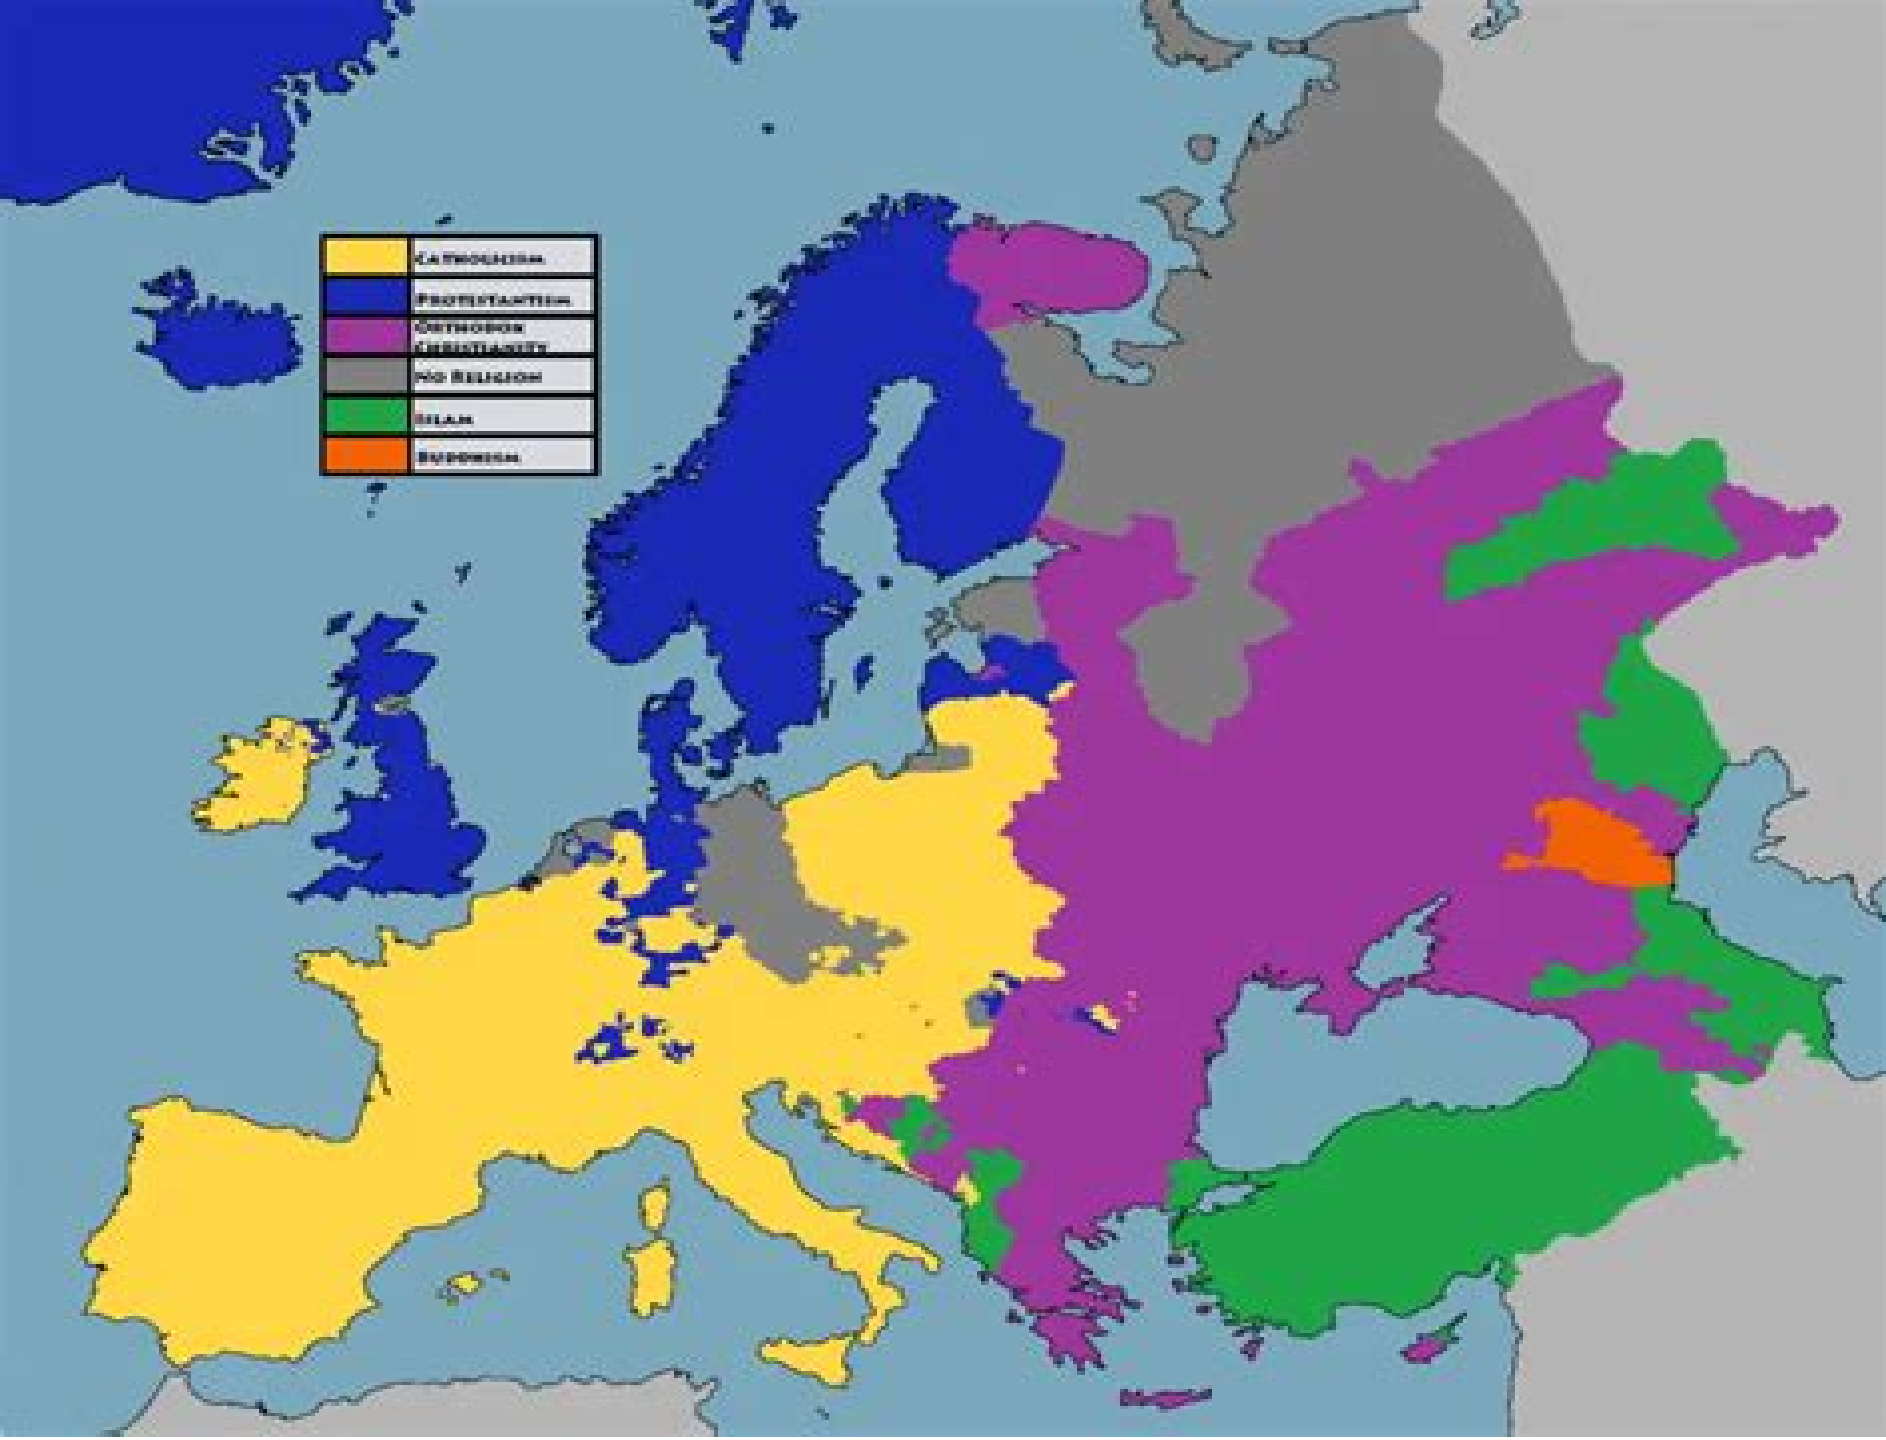 Catholicism
Protestantism
Orthodox
Christianity
No Religion
Islam
Buddhism